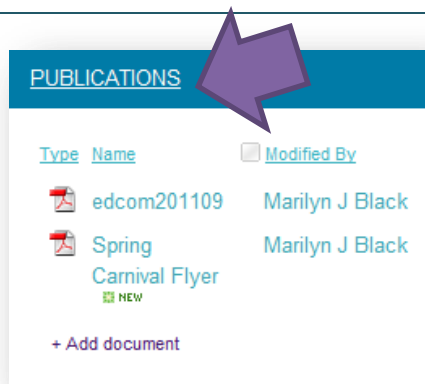 PUBLICATIONS
Type Name Modified By
edcom201109 Marilyn J Black
Spring Marilyn J Black
Carnival Flyer
NEW
+ Add document